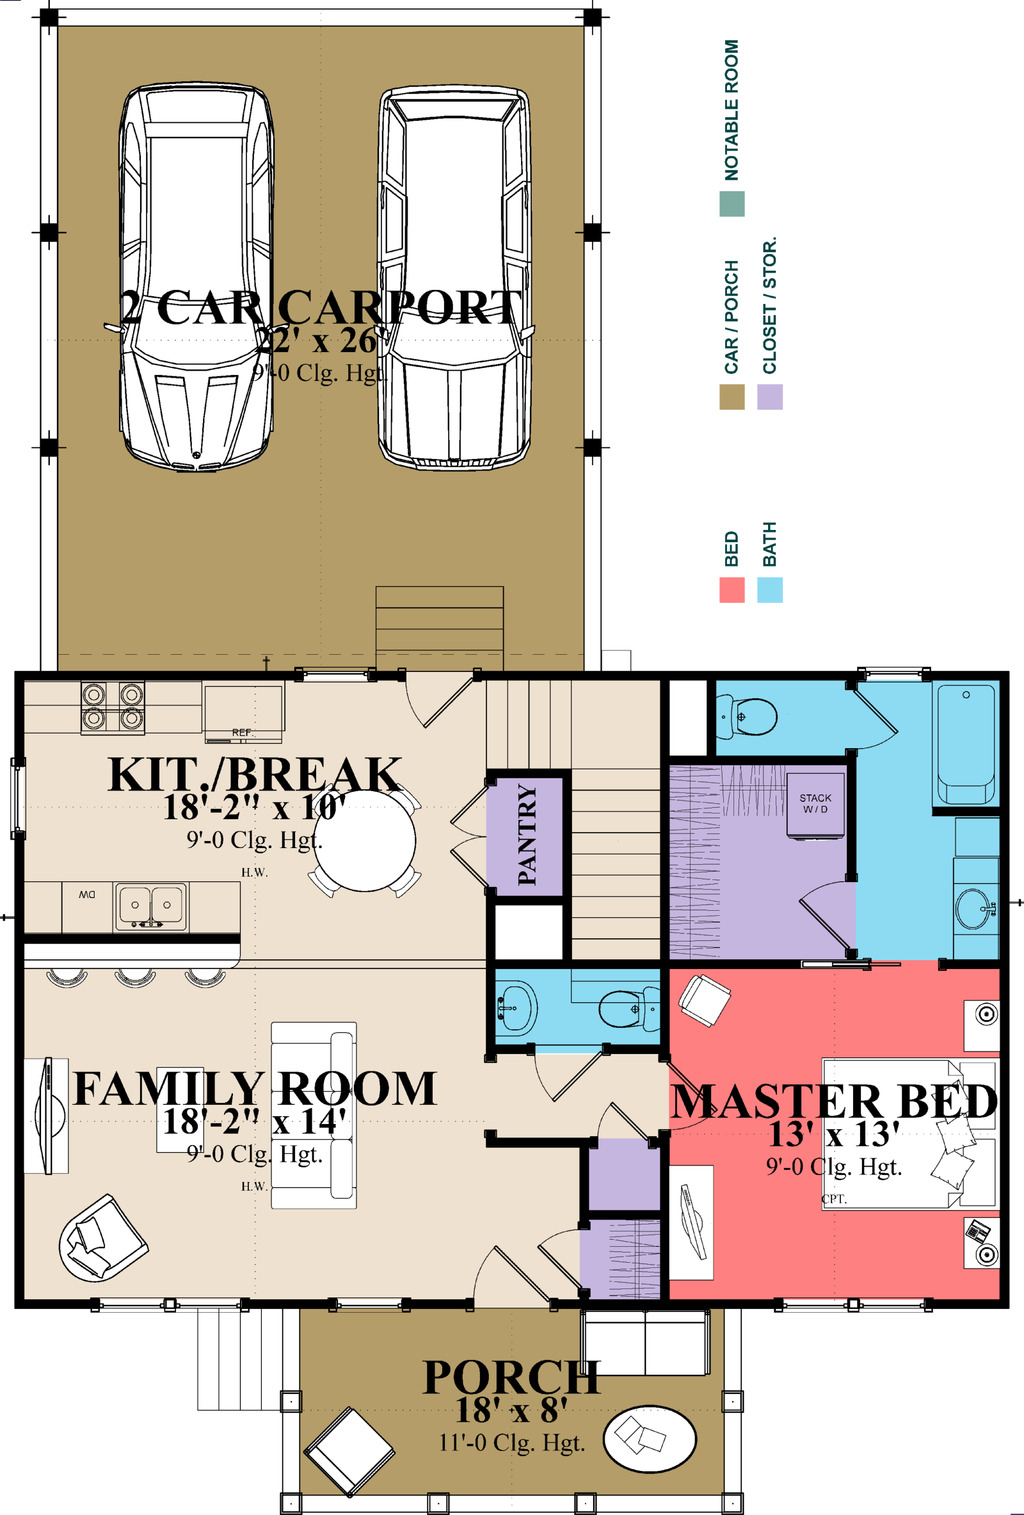 NOTABLE ROOM
CAR / PORCH
CLOSET / STOR.
BED
BATH
2 CAR CARPORT
22' x 26'
9'-0 Clg. Hgt.
REF.
KIT./BREAK
18'-2" x 10'
9'-0 Clg. Hgt.
H.W.
DW
PANTRY
STACK
W / D
FAMILY ROOM
18'-2" x 14'
9'-0 Clg. Hgt.
H.W.
MASTER BED
13' x 13'
9'-0 Clg. Hgt.
CPT.
PORCH
18' x 8'
11'-0 Clg. Hgt.